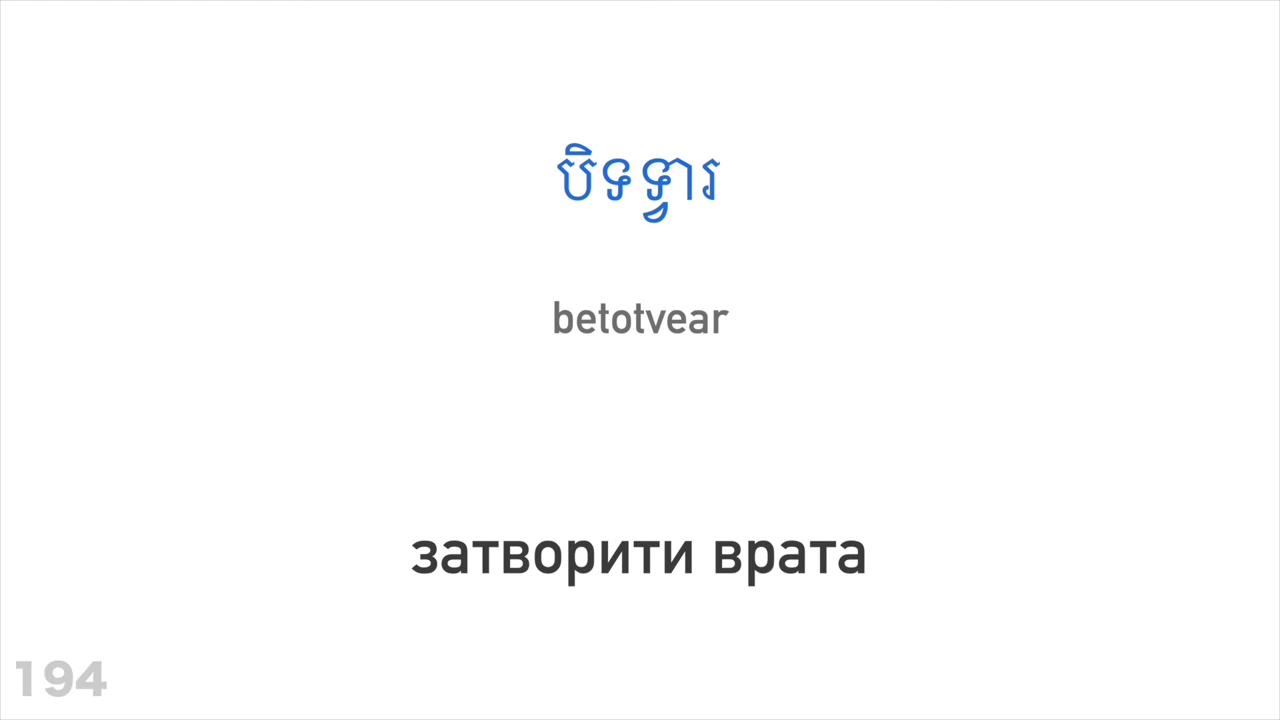 បិទទ្វារ
betotvear
затворити врата
194